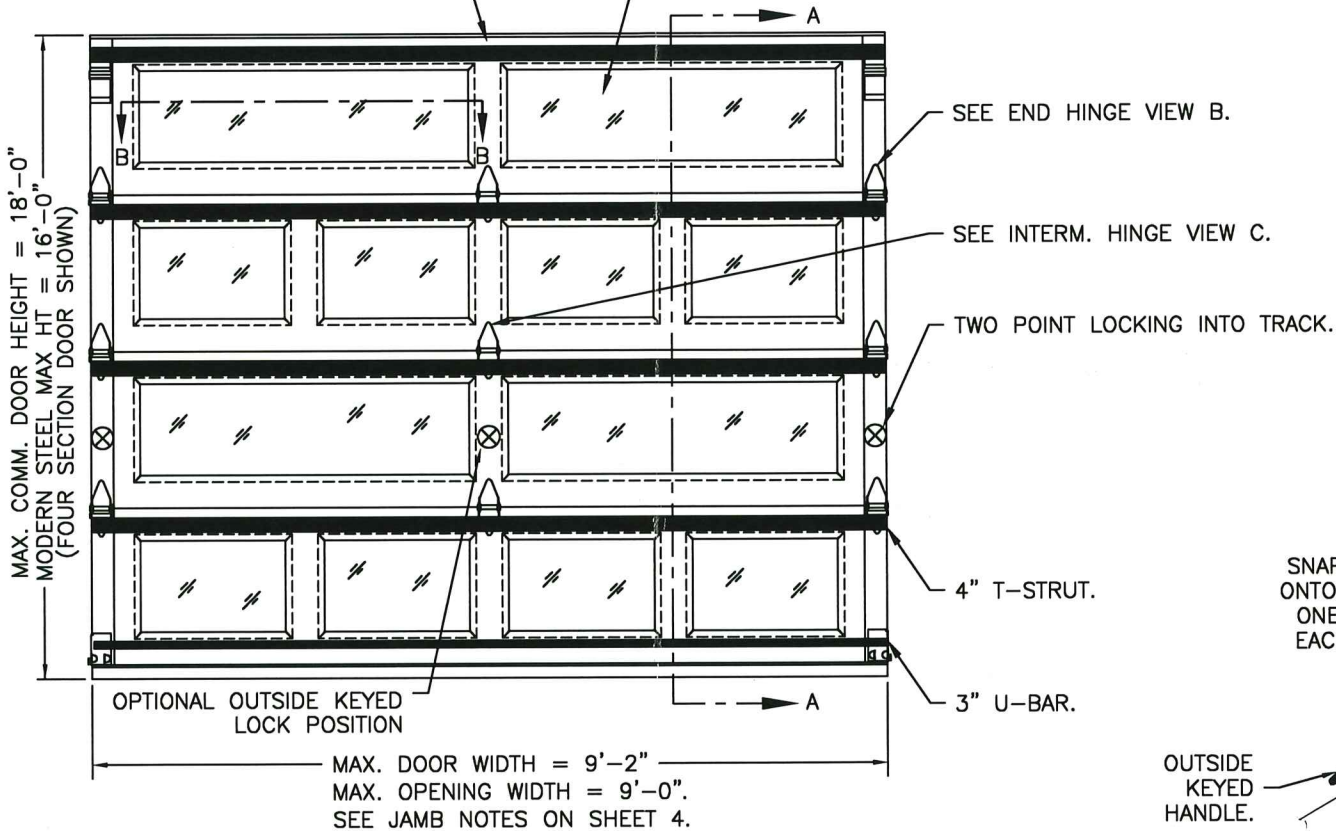 A
B
B
SEE END HINGE VIEW B.
SEE INTERM. HINGE VIEW C.
TWO POINT LOCKING INTO TRACK.
MAX. COMM. DOOR HEIGHT = 18'-0"
MODERN STEEL MAX HT = 16'-0"
(FOUR SECTION DOOR SHOWN)
4" T-STRUT.
SNAP
ONTO
ONE
EAC
3" U-BAR.
A
OPTIONAL OUTSIDE KEYED
LOCK POSITION
MAX. DOOR WIDTH = 9'-2"
MAX. OPENING WIDTH = 9'-0".
SEE JAMB NOTES ON SHEET 4.
OUTSIDE
KEYED
HANDLE.